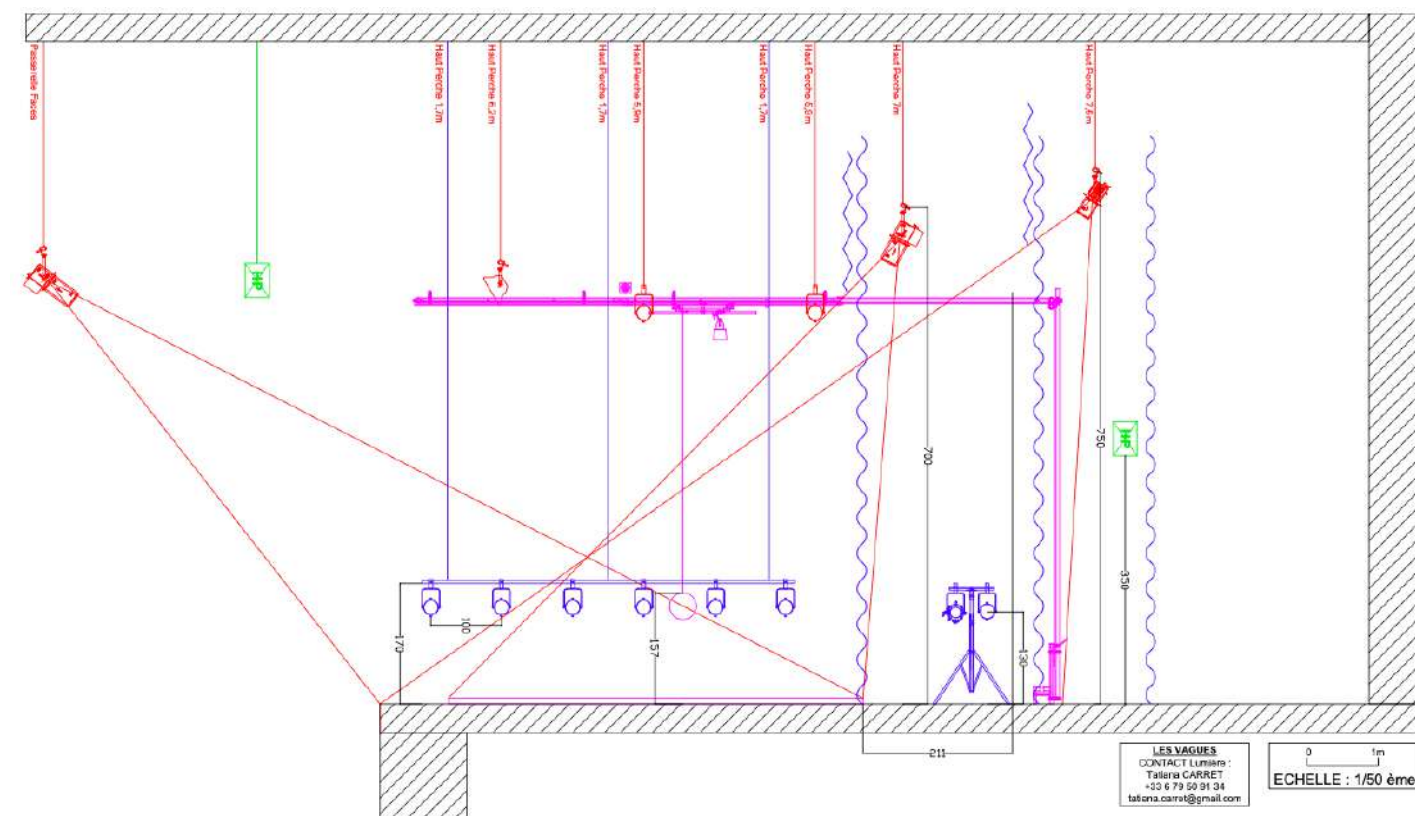 Passerelle Faces
Haut Perche 1,7m
Haut Perche 6,2m
Haut Perche 1,7m
Haut Perche 5,9m
Haut Perche 1,7m
Haut Perche 5,9m
Haut Perche 7m
Haut Perche 7,6m
HP
HP
700
750
350
100
170
157
130
211
LES VAGUES
CONTACT Lumière :
Tatiana CARRET
+33 6 79 50 91 34
tatiana.carret@gmail.com
0 1m
ECHELLE : 1/50 ème